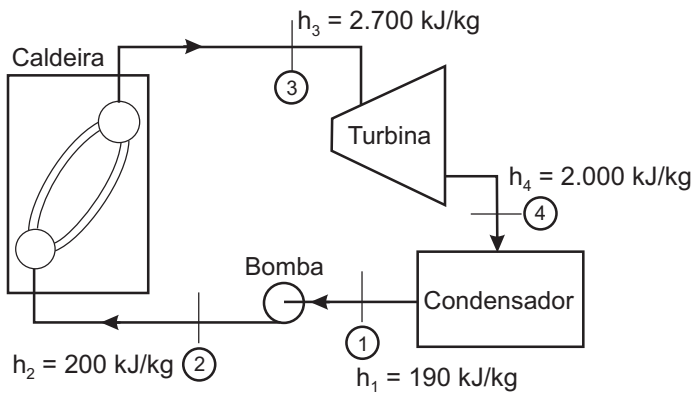 h₃ = 2.700 kJ/kg
Caldeira
3
Turbina
h₄ = 2.000 kJ/kg
4
Bomba
Condensador
1
h₂ = 200 kJ/kg
2
h₁ = 190 kJ/kg